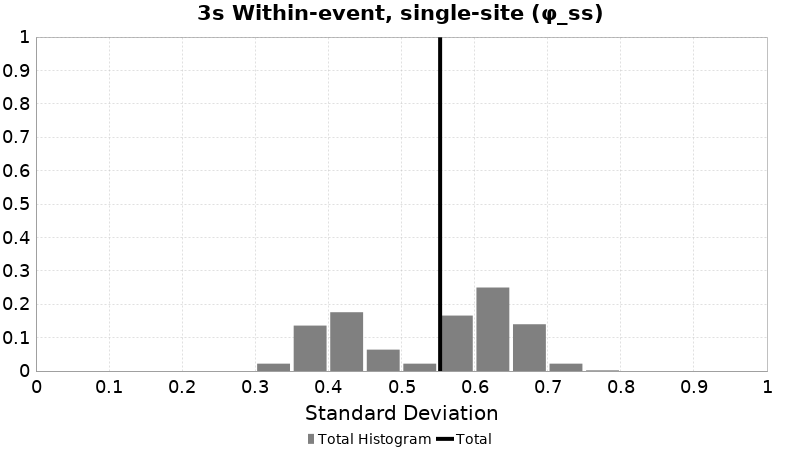 3s Within-event, single-site (φ_ss)
1
0.9
0.8
0.7
0.6
0.5
0.4
0.3
0.2
0.1
0
0 0.1 0.2 0.3 0.4 0.5 0.6 0.7 0.8 0.9 1
Standard Deviation
Total Histogram Total